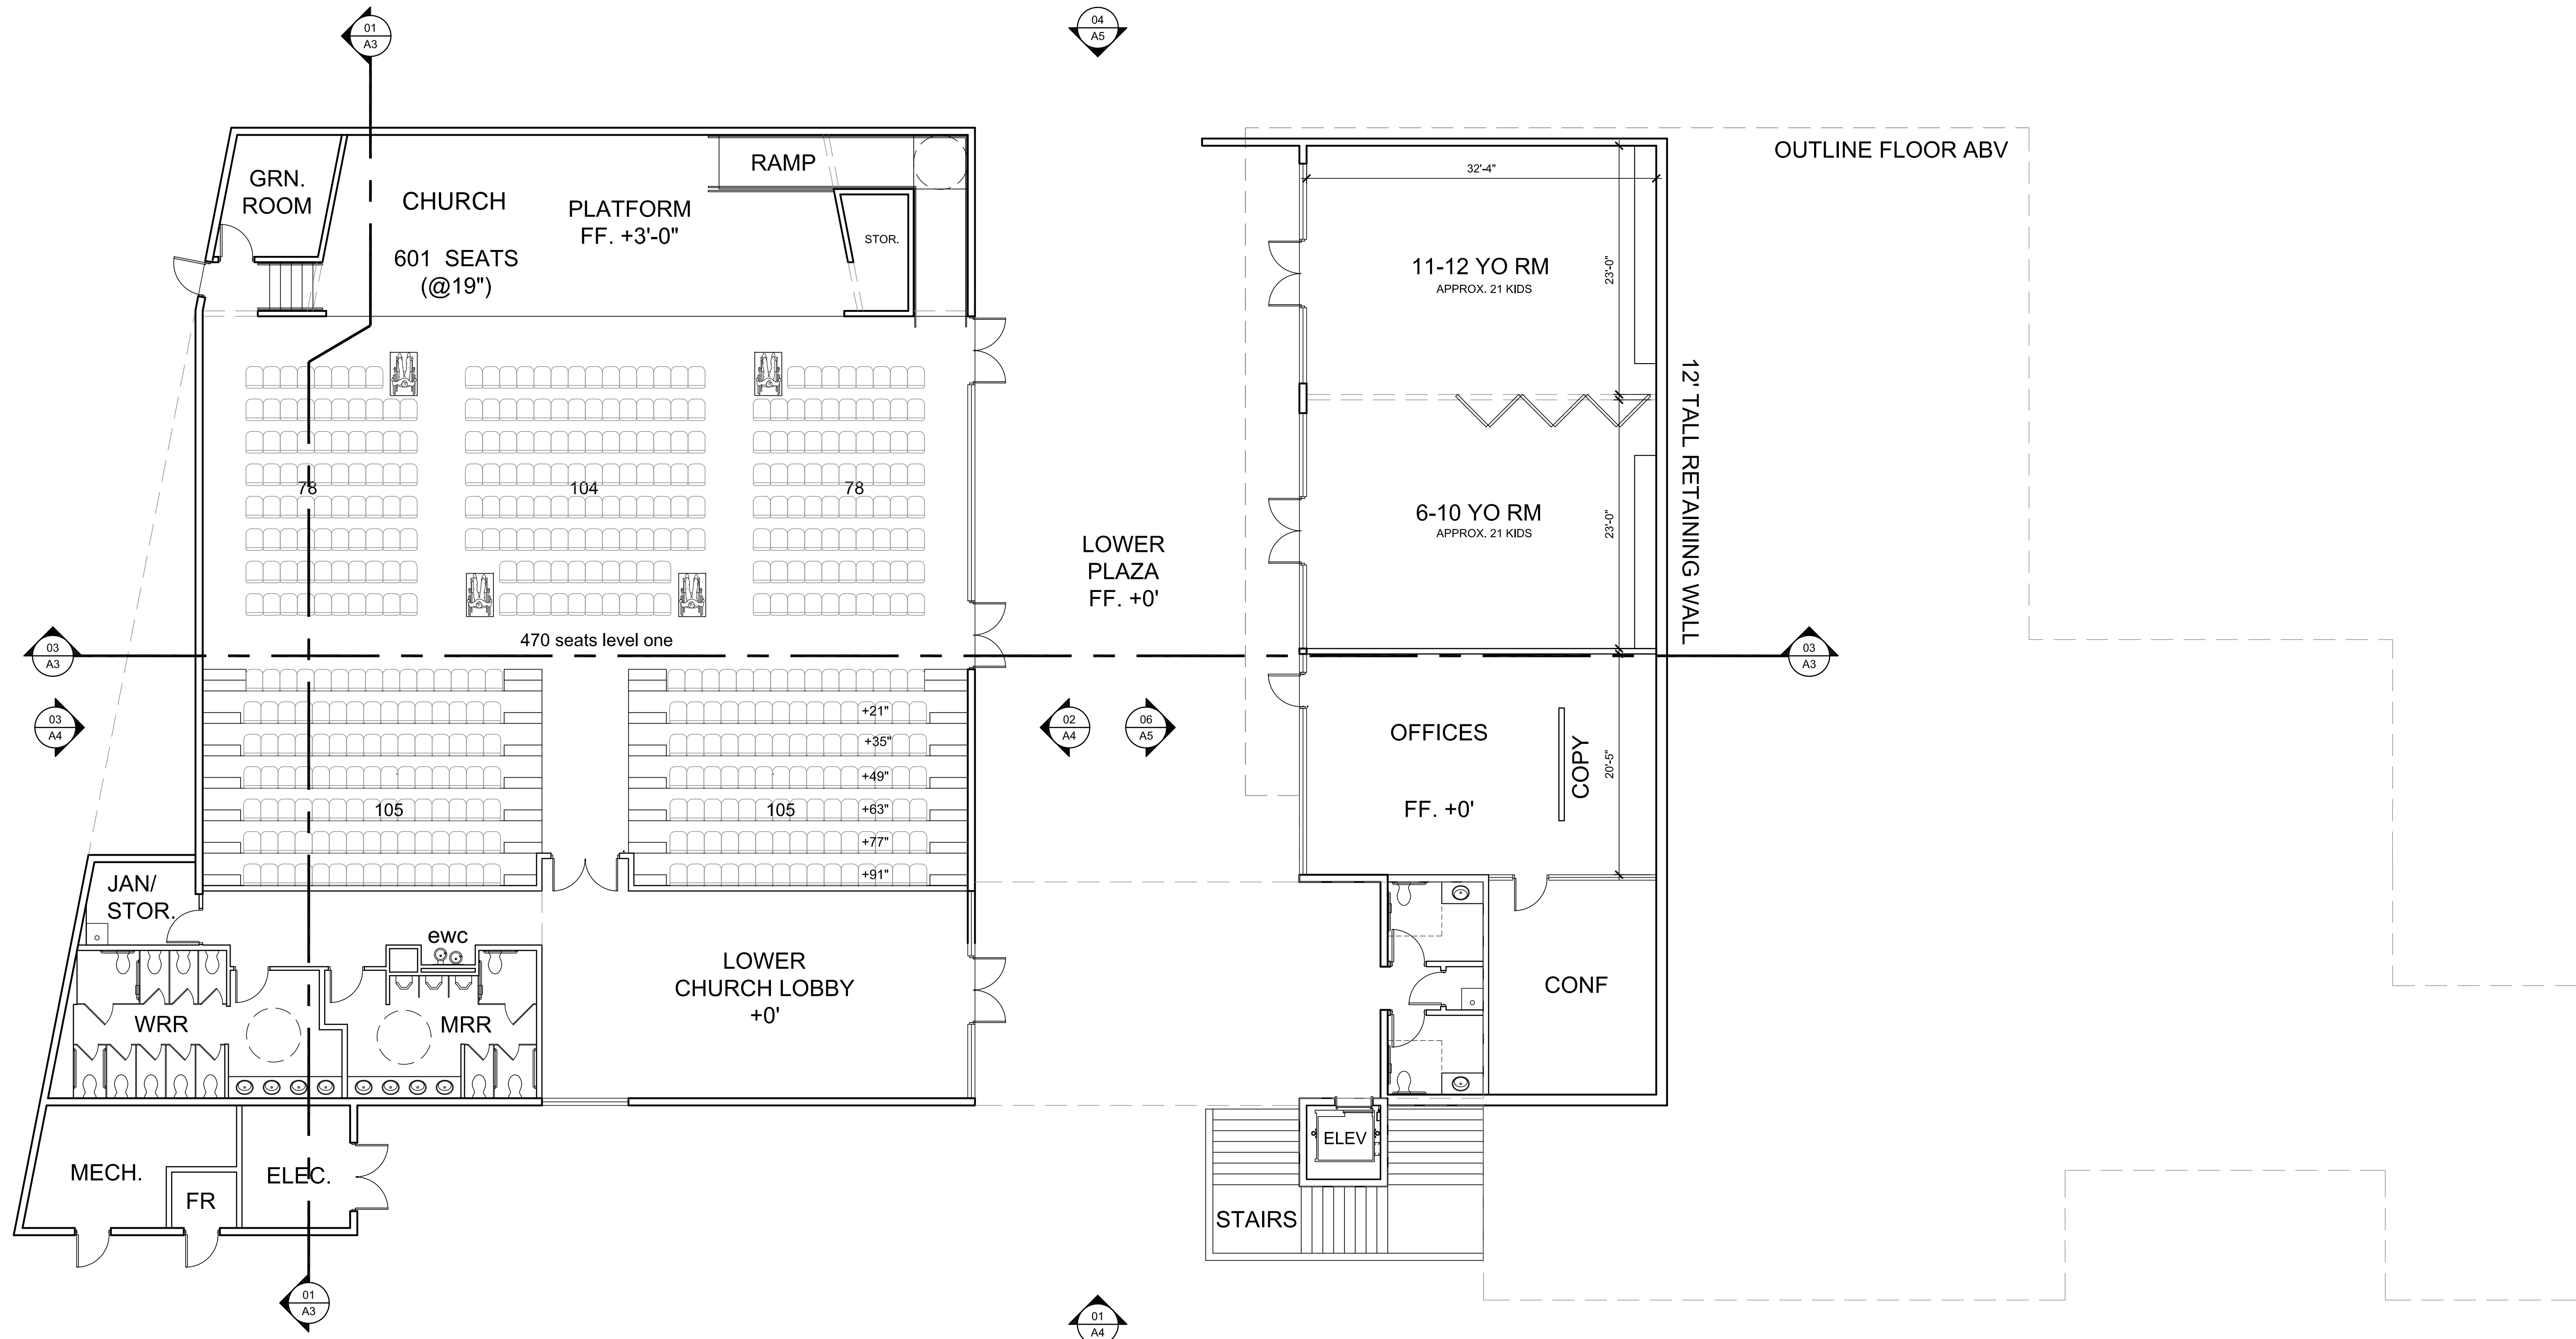 01
A3
04
A5
GRN.
ROOM
CHURCH
601 SEATS
(@19")
PLATFORM
FF. +3'-0"
RAMP
STOR.
OUTLINE FLOOR ABV
32'-4"
11-12 YO RM
APPROX. 21 KIDS
23'-0"
12' TALL RETAINING WALL
78
104
78
6-10 YO RM
APPROX. 21 KIDS
23'-0"
LOWER
PLAZA
FF. +0'
470 seats level one
03
A3
03
A3
03
A4
02
A4
06
A5
+21"
+35"
+49"
+63"
+77"
+91"
105
105
OFFICES
FF. +0'
COPY
20'-5"
JAN/
STOR.
ewc
LOWER
CHURCH LOBBY
+0'
WRR
MRR
CONF
ELEV
MECH.
FR
ELEC.
STAIRS
01
A3
01
A4